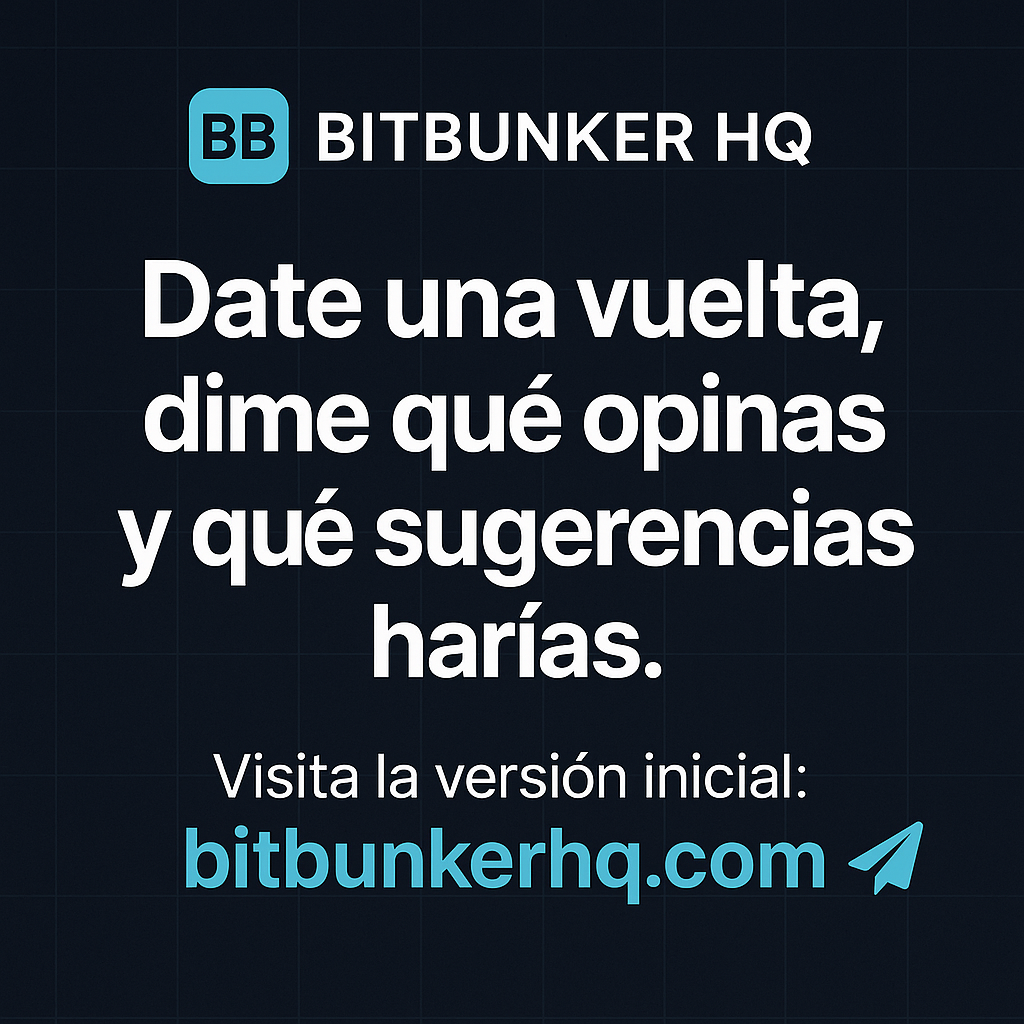 BB BITBUNKER HQ
Date una vuelta,
dime qué opinas
y qué sugerencias
harías.
Visita la versión inicial:
bitbunkerhq.com